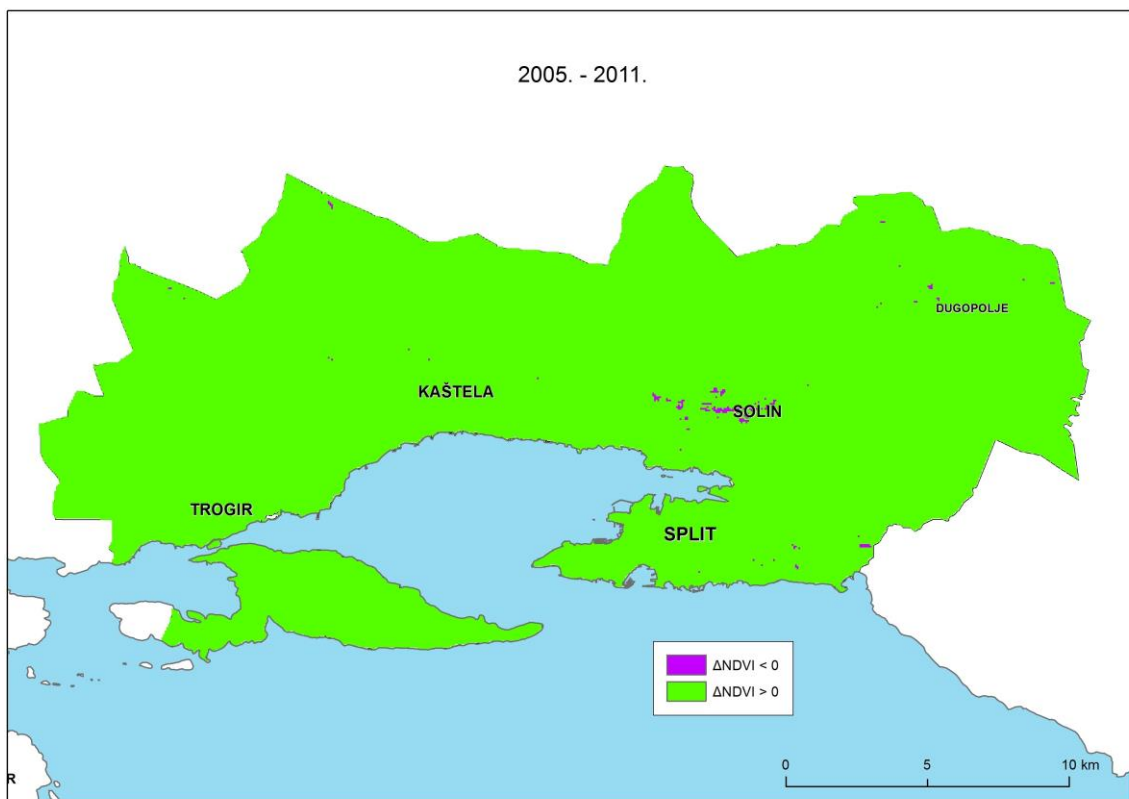 2005. - 2011.
DUGOPOLJE
KAŠTELA
SOLIN
TROGIR
SPLIT
ΔNDVI < 0
ΔNDVI > 0
0 5 10 km
R